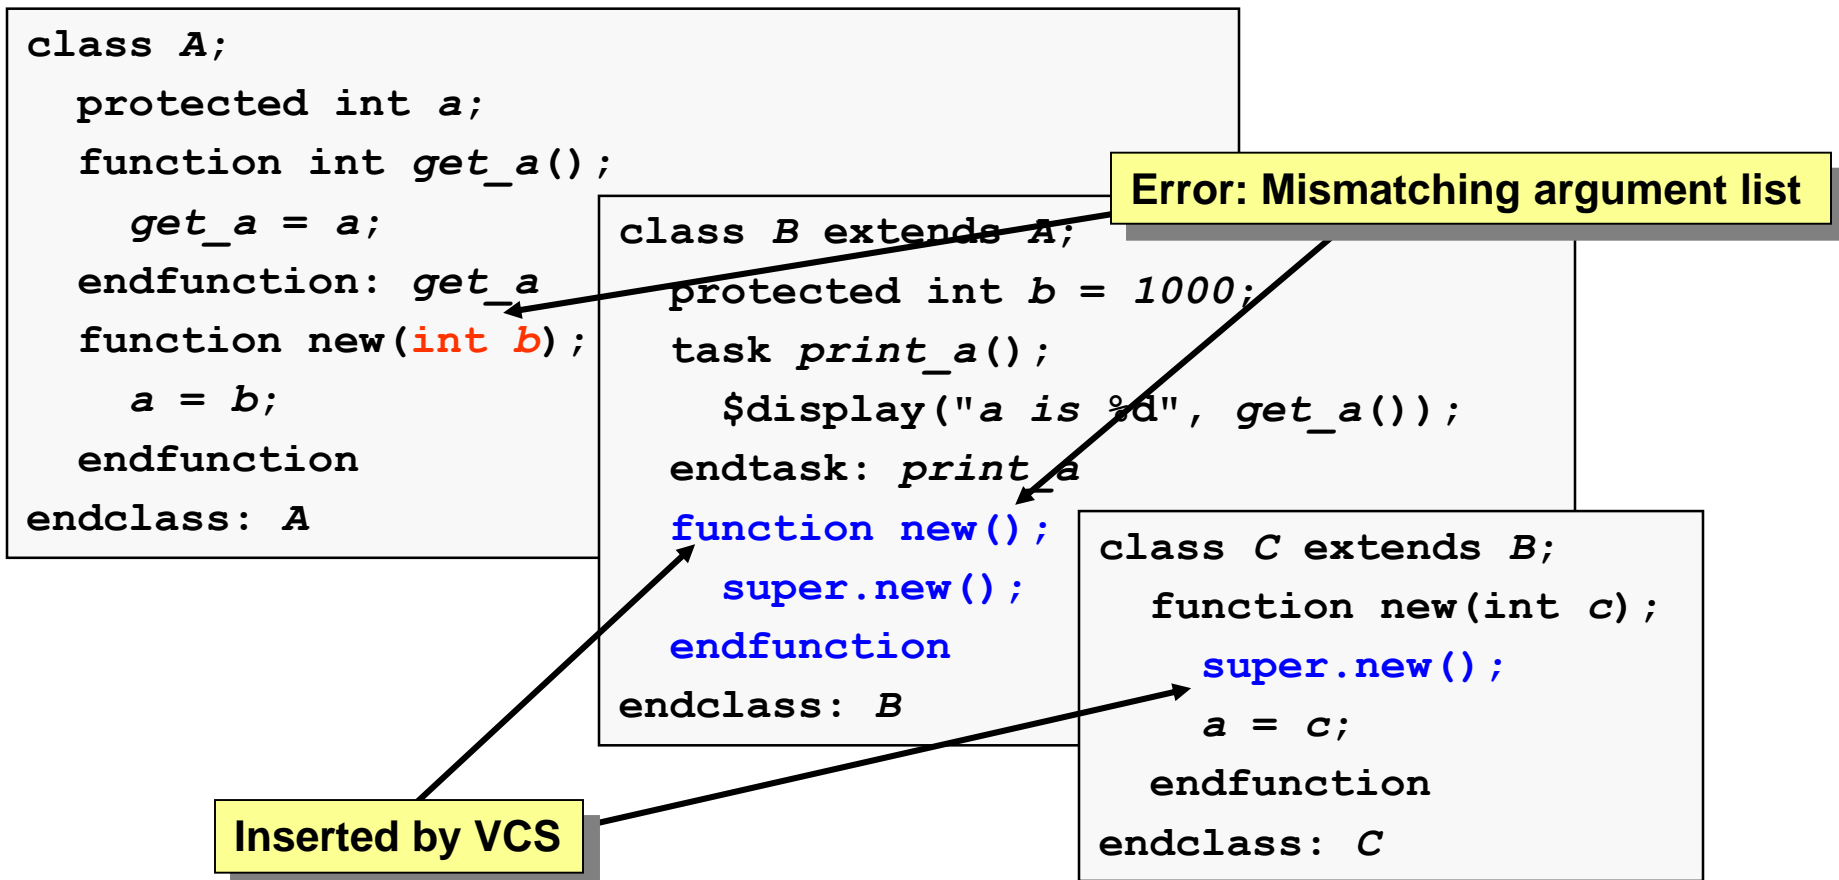 class A;
protected int a;
function int get_a();
get_a = a;
endfunction: get_a
function new(int b);
a = b;
endfunction
endclass: A
Error: Mismatching argument list
class B extends A;
protected int b = 1000;
task print_a();
$display("a is %d", get_a());
endtask: print_a
function new();
super.new();
endfunction
endclass: B
class C extends B;
function new(int c);
super.new();
a = c;
endfunction
endclass: C
Inserted by VCS